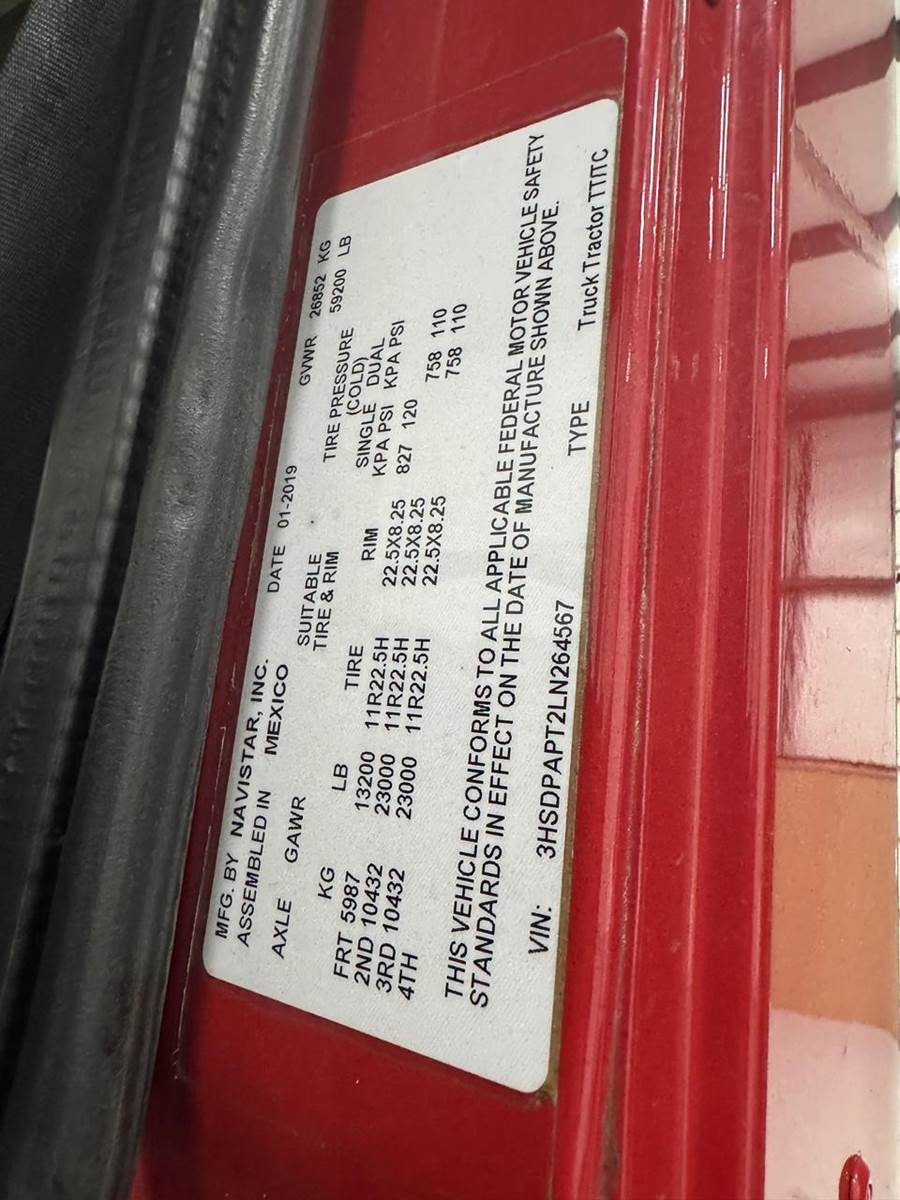 MFG. BY NAVISTAR, INC.
ASSEMBLED IN MEXICO DATE 01-2019 GVWR 26852 KG
59200 LB
AXLE GAWR SUITABLE TIRE PRESSURE
TIRE & RIM (COLD)
SINGLE DUAL
KG LB TIRE RIM KPA PSI KPA PSI
FRT 5987 13200 11R22.5H 22.5X8.25 827 120
2ND 10432 23000 11R22.5H 22.5X8.25 758 110
3RD 10432 23000 11R22.5H 22.5X8.25 758 110
4TH
THIS VEHICLE CONFORMS TO ALL APPLICABLE FEDERAL MOTOR VEHICLE SAFETY
STANDARDS IN EFFECT ON THE DATE OF MANUFACTURE SHOWN ABOVE.
VIN: 3HSDPAPT2LN264567 TYPE Truck Tractor TT/TC